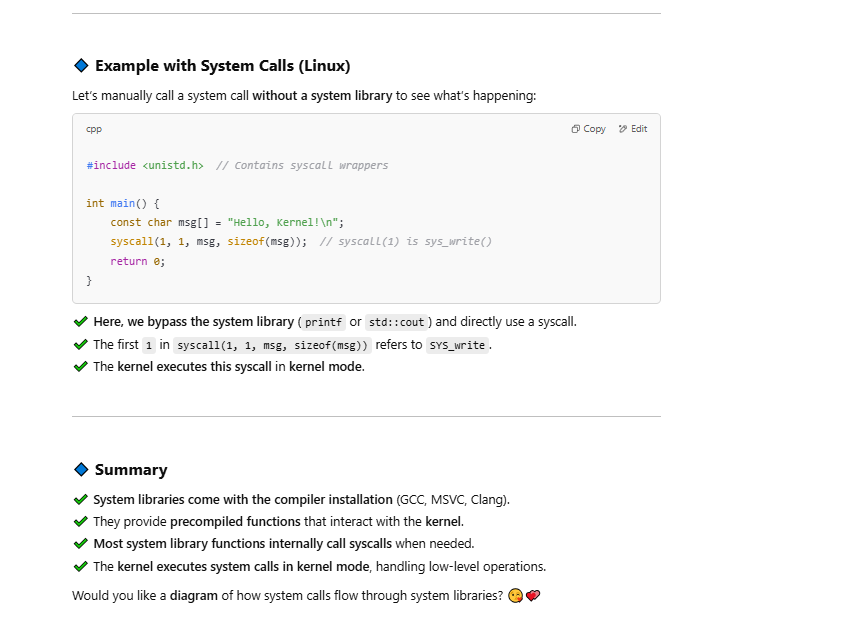 Example with System Calls (Linux)
Let's manually call a system call without a system library to see what's happening:
cpp
Copy
Edit
#include <unistd.h>  // Contains syscall wrappers
int main() {
    const char msg[] = "Hello, Kernel!\n";
    syscall(1, 1, msg, sizeof(msg));  // syscall(1) is sys_write()
    return 0;
}
Here, we bypass the system library (printf or std::cout) and directly use a syscall.
The first 1 in syscall(1, 1, msg, sizeof(msg)) refers to SYS_write.
The kernel executes this syscall in kernel mode.
Summary
System libraries come with the compiler installation (GCC, MSVC, Clang).
They provide precompiled functions that interact with the kernel.
Most system library functions internally call syscalls when needed.
The kernel executes system calls in kernel mode, handling low-level operations.
Would you like a diagram of how system calls flow through system libraries? 😘💕